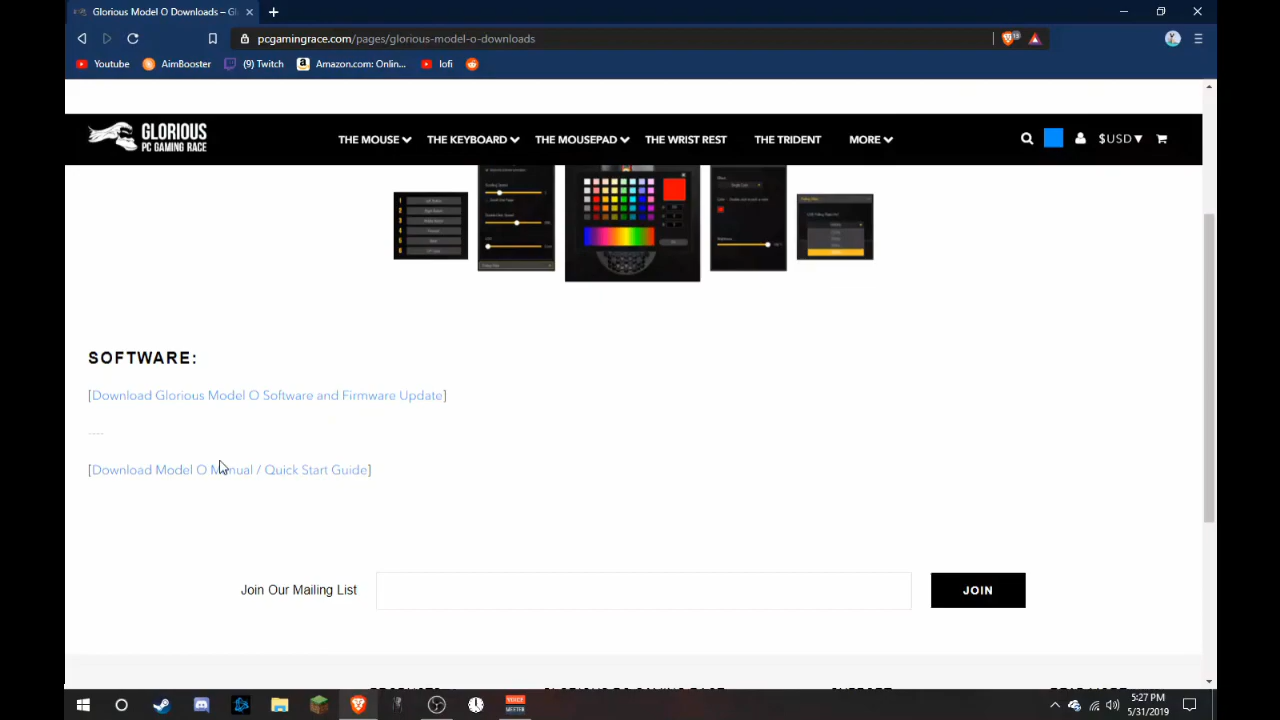 Glorious Model O Downloads – Gl
pcgamingrace.com/pages/glorious-model-o-downloads
15
Youtube
AimBooster
(9) Twitch
Amazon.com: Onlin...
lofi
GLORIOUS
PC GAMING RACE
THE MOUSE
THE KEYBOARD
THE MOUSEPAD
THE WRIST REST
THE TRIDENT
MORE
$USD
SOFTWARE:
[Download Glorious Model O Software and Firmware Update]
----
[Download Model O Manual / Quick Start Guide]
Join Our Mailing List
JOIN
5:27 PM
5/31/2019